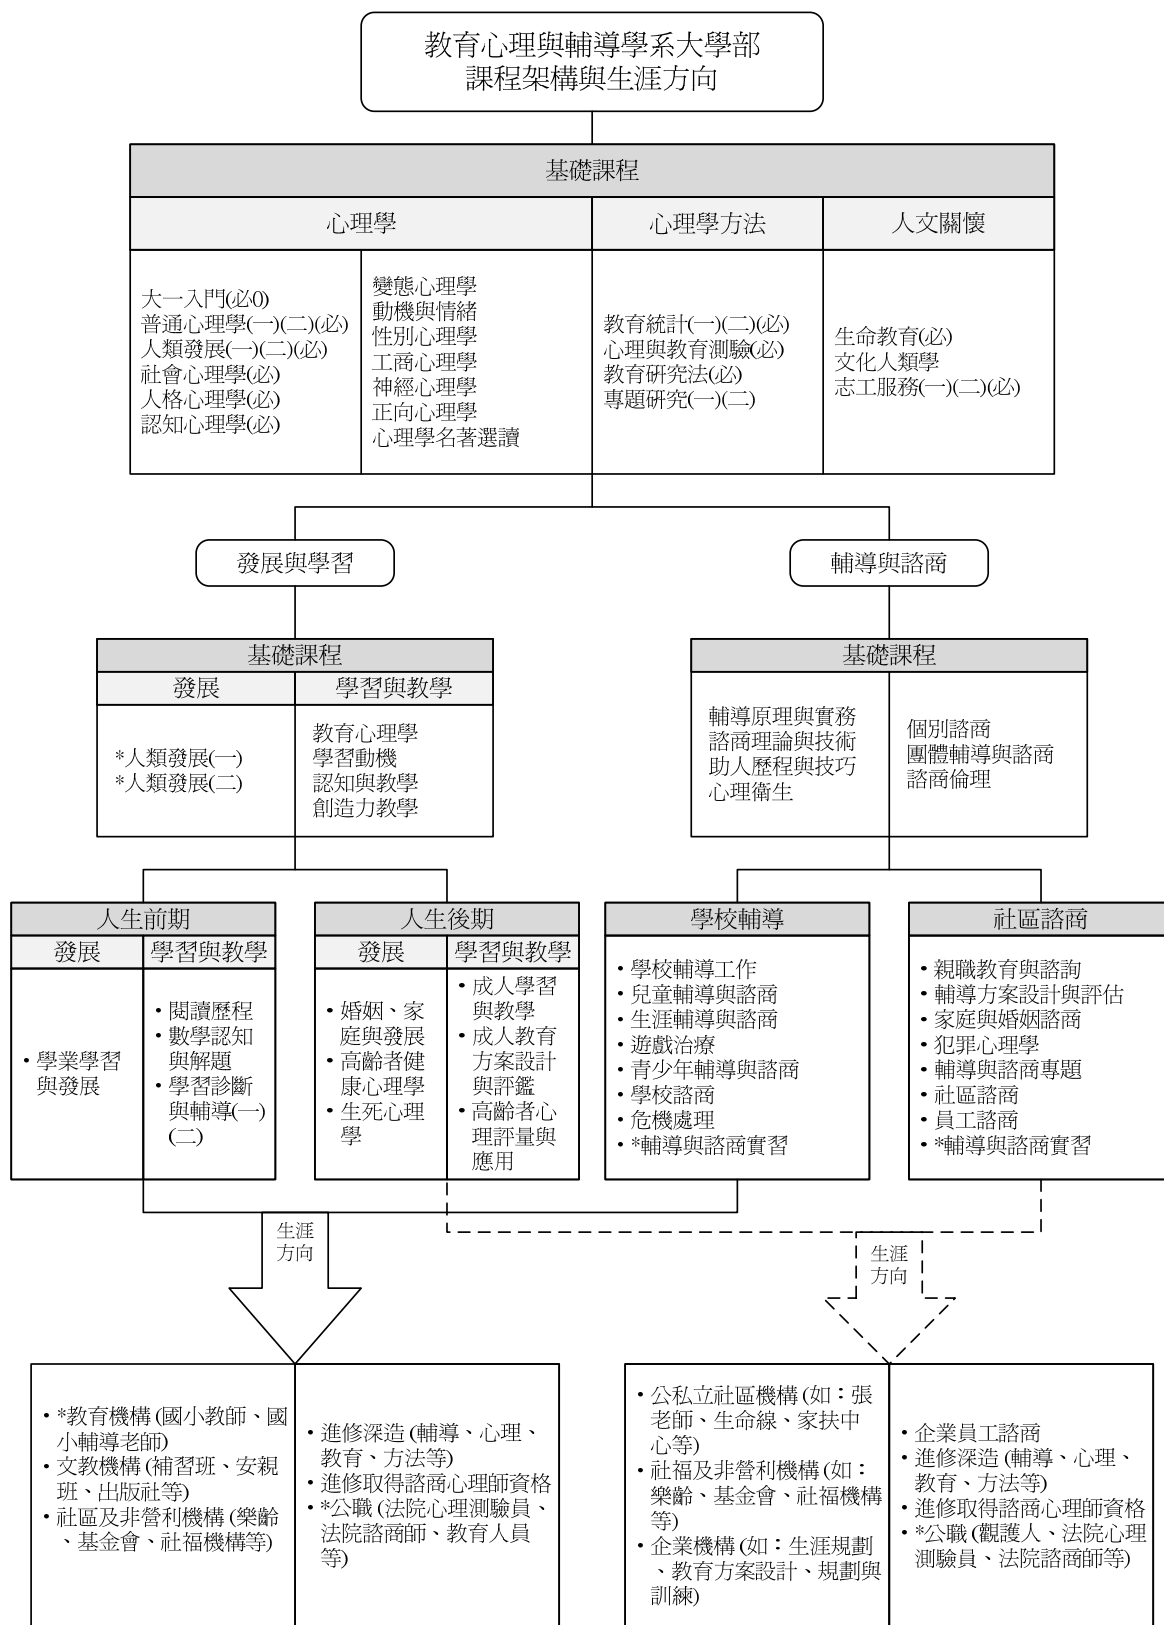 教育心理與輔導學系大學部
課程架構與生涯方向
基礎課程
心理學
心理學方法
人文關懷
大一入門(必0)
普通心理學(一)(二)(必)
人類發展(一)(二)(必)
社會心理學(必)
人格心理學(必)
認知心理學(必)
變態心理學
動機與情緒
性別心理學
工商心理學
神經心理學
正向心理學
心理學名著選讀
教育統計(一)(二)(必)
心理與教育測驗(必)
教育研究法(必)
專題研究(一)(二)
生命教育(必)
文化人類學
志工服務(一)(二)(必)
發展與學習
輔導與諮商
基礎課程
發展
學習與教學
*人類發展(一)
*人類發展(二)
教育心理學
學習動機
認知與教學
創造力教學
基礎課程
輔導原理與實務
諮商理論與技術
助人歷程與技巧
心理衛生
個別諮商
團體輔導與諮商
諮商倫理
人生前期
發展
學習與教學
•學業學習
與發展
•閱讀歷程
•數學認知
與解題
•學習診斷
與輔導(一)
(二)
人生後期
發展
學習與教學
•婚姻、家
庭與發展
•高齡者健
康心理學
•生死心理
學
•成人學習
與教學
•成人教育
方案設計
與評鑑
•高齡者心
理評量與
應用
學校輔導
•學校輔導工作
•兒童輔導與諮商
•生涯輔導與諮商
•遊戲治療
•青少年輔導與諮商
•學校諮商
•危機處理
•*輔導與諮商實習
社區諮商
•親職教育與諮詢
•輔導方案設計與評估
•家庭與婚姻諮商
•犯罪心理學
•輔導與諮商專題
•社區諮商
•員工諮商
•*輔導與諮商實習
生涯
方向
生涯
方向
•*教育機構 (國小教師、國
小輔導老師)
•文教機構 (補習班、安親
班、出版社等)
•社區及非營利機構 (樂齡
、基金會、社福機構等)
•進修深造 (輔導、心理、
教育、方法等)
•進修取得諮商心理師資格
•*公職 (法院心理測驗員、
法院諮商師、教育人員
等)
•公私立社區機構 (如：張
老師、生命線、家扶中
心等)
•社福及非營利機構 (如：
樂齡、基金會、社福機構
等)
•企業機構 (如：生涯規劃
、教育方案設計、規劃與
訓練)
•企業員工諮商
•進修深造 (輔導、心理、
教育、方法等)
•進修取得諮商心理師資格
•*公職 (觀護人、法院心理
測驗員、法院諮商師等)